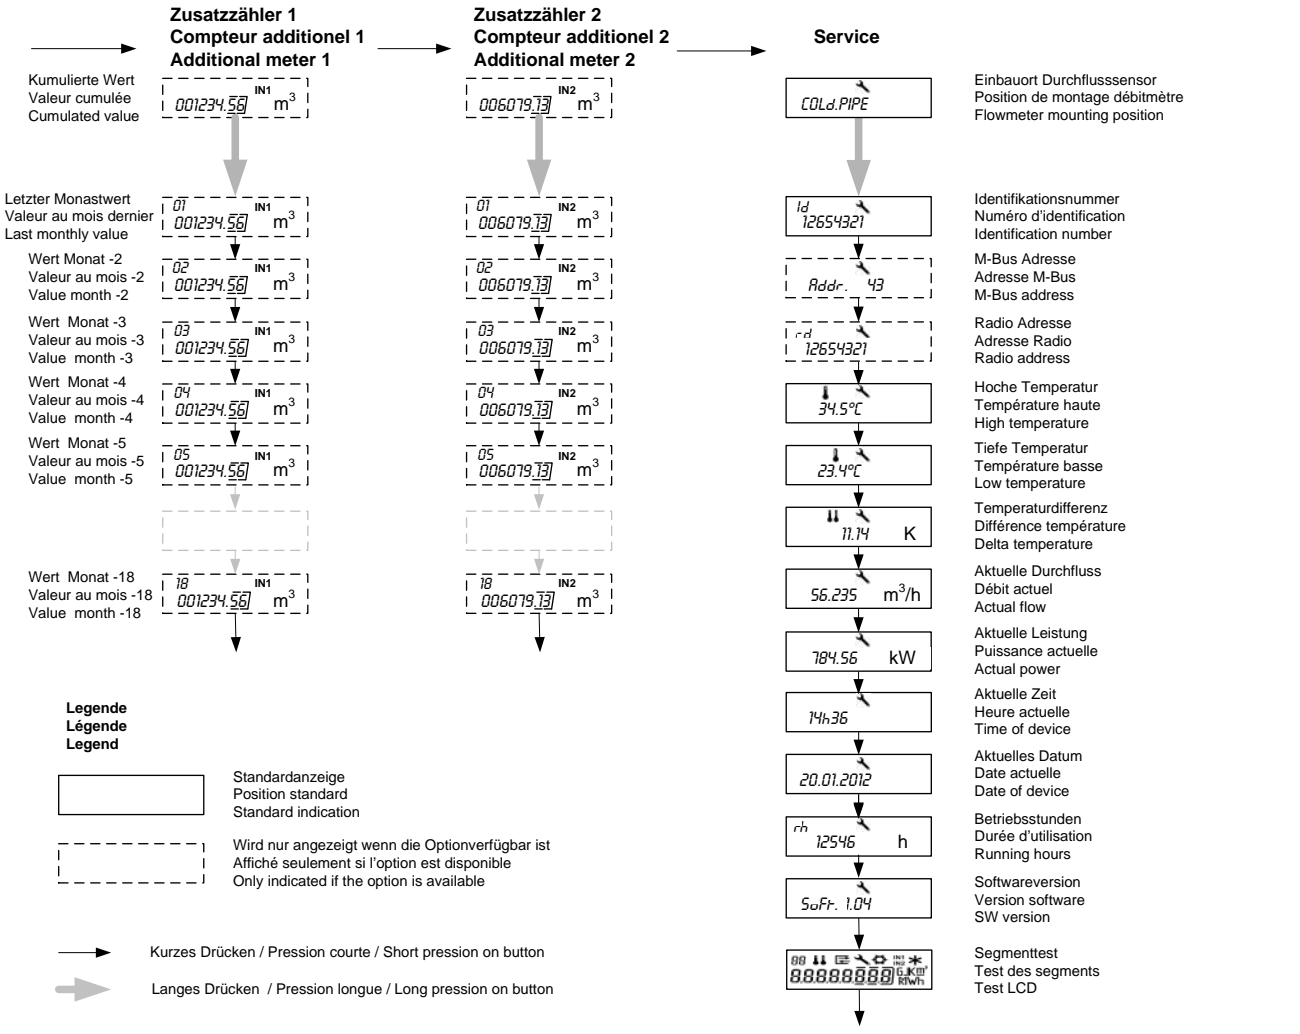 Zusatzzähler 1
Compteur additionel 1
Additional meter 1
Zusatzzähler 2
Compteur additionel 2
Additional meter 2
Service
Kumulierte Wert
Valeur cumulée
Cumulated value
IN1
001234.56 m³
IN2
006079.13 m³
COLd.PIPE
Einbauort Durchflusssensor
Position de montage débitmètre
Flowmeter mounting position
Letzter Monastwert
Valeur au mois dernier
Last monthly value
01 IN1
001234.56 m³
01 IN2
006079.13 m³
Id
12654321
Identifikationsnummer
Numéro d'identification
Identification number
Wert Monat -2
Valeur au mois -2
Value month -2
02 IN1
001234.56 m³
02 IN2
006079.13 m³
Addr. 43
M-Bus Adresse
Adresse M-Bus
M-Bus address
Wert Monat -3
Valeur au mois -3
Value month -3
03 IN1
001234.56 m³
03 IN2
006079.13 m³
rd
12654321
Radio Adresse
Adresse Radio
Radio address
Wert Monat -4
Valeur au mois -4
Value month -4
04 IN1
001234.56 m³
04 IN2
006079.13 m³
34.5°C
Hoche Temperatur
Température haute
High temperature
Wert Monat -5
Valeur au mois -5
Value month -5
05 IN1
001234.56 m³
05 IN2
006079.13 m³
23.4°C
Tiefe Temperatur
Température basse
Low temperature
11.14 K
Temperaturdifferenz
Différence température
Delta temperature
Wert Monat -18
Valeur au mois -18
Value month -18
18 IN1
001234.56 m³
18 IN2
006079.13 m³
56.235 m³/h
Aktuelle Durchfluss
Débit actuel
Actual flow
784.56 kW
Aktuelle Leistung
Puissance actuelle
Actual power
14h36
Aktuelle Zeit
Heure actuelle
Time of device
20.01.2012
Aktuelles Datum
Date actuelle
Date of device
rh
12546 h
Betriebsstunden
Durée d'utilisation
Running hours
SoFt. 1.04
Softwareversion
Version software
SW version
88 IN1
IN2
8.8.8.8.8.8.8.8
Segmenttest
Test des segments
Test LCD
Legende
Légende
Legend
Standardanzeige
Position standard
Standard indication
Wird nur angezeigt wenn die Optionverfügbar ist
Affiché seulement si l'option est disponible
Only indicated if the option is available
Kurzes Drücken / Pression courte / Short pression on button
Langes Drücken / Pression longue / Long pression on button